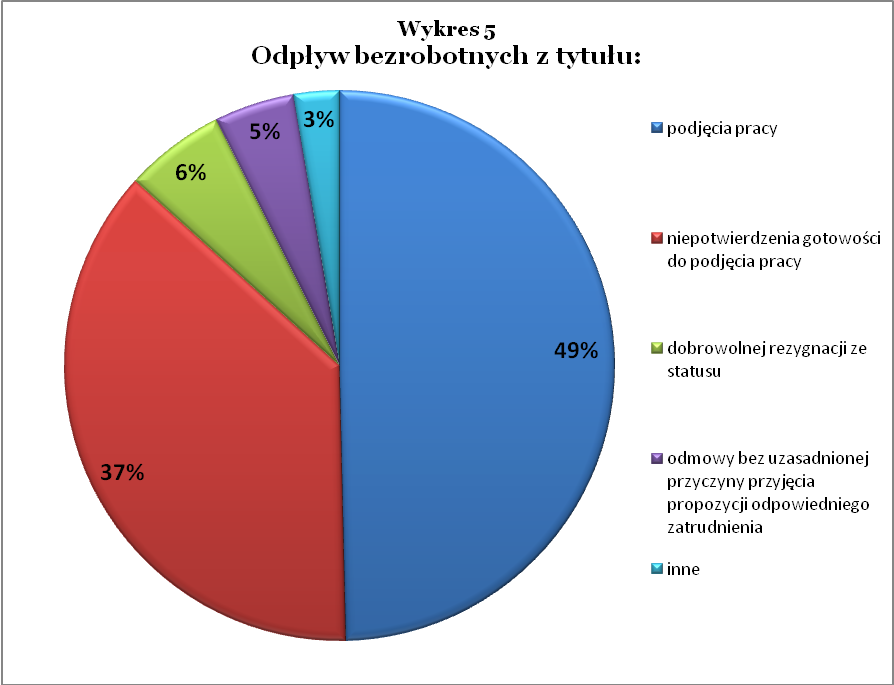 Wykres 5
Odpływ bezrobotnych z tytułu:
3%
5%
6%
49%
37%
podjęcia pracy
niepotwierdzenia gotowości
do podjęcia pracy
dobrowolnej rezygnacji ze
statusu
odmowy bez uzasadnionej
przyczyny przyjęcia
propozycji odpowiedniego
zatrudnienia
inne